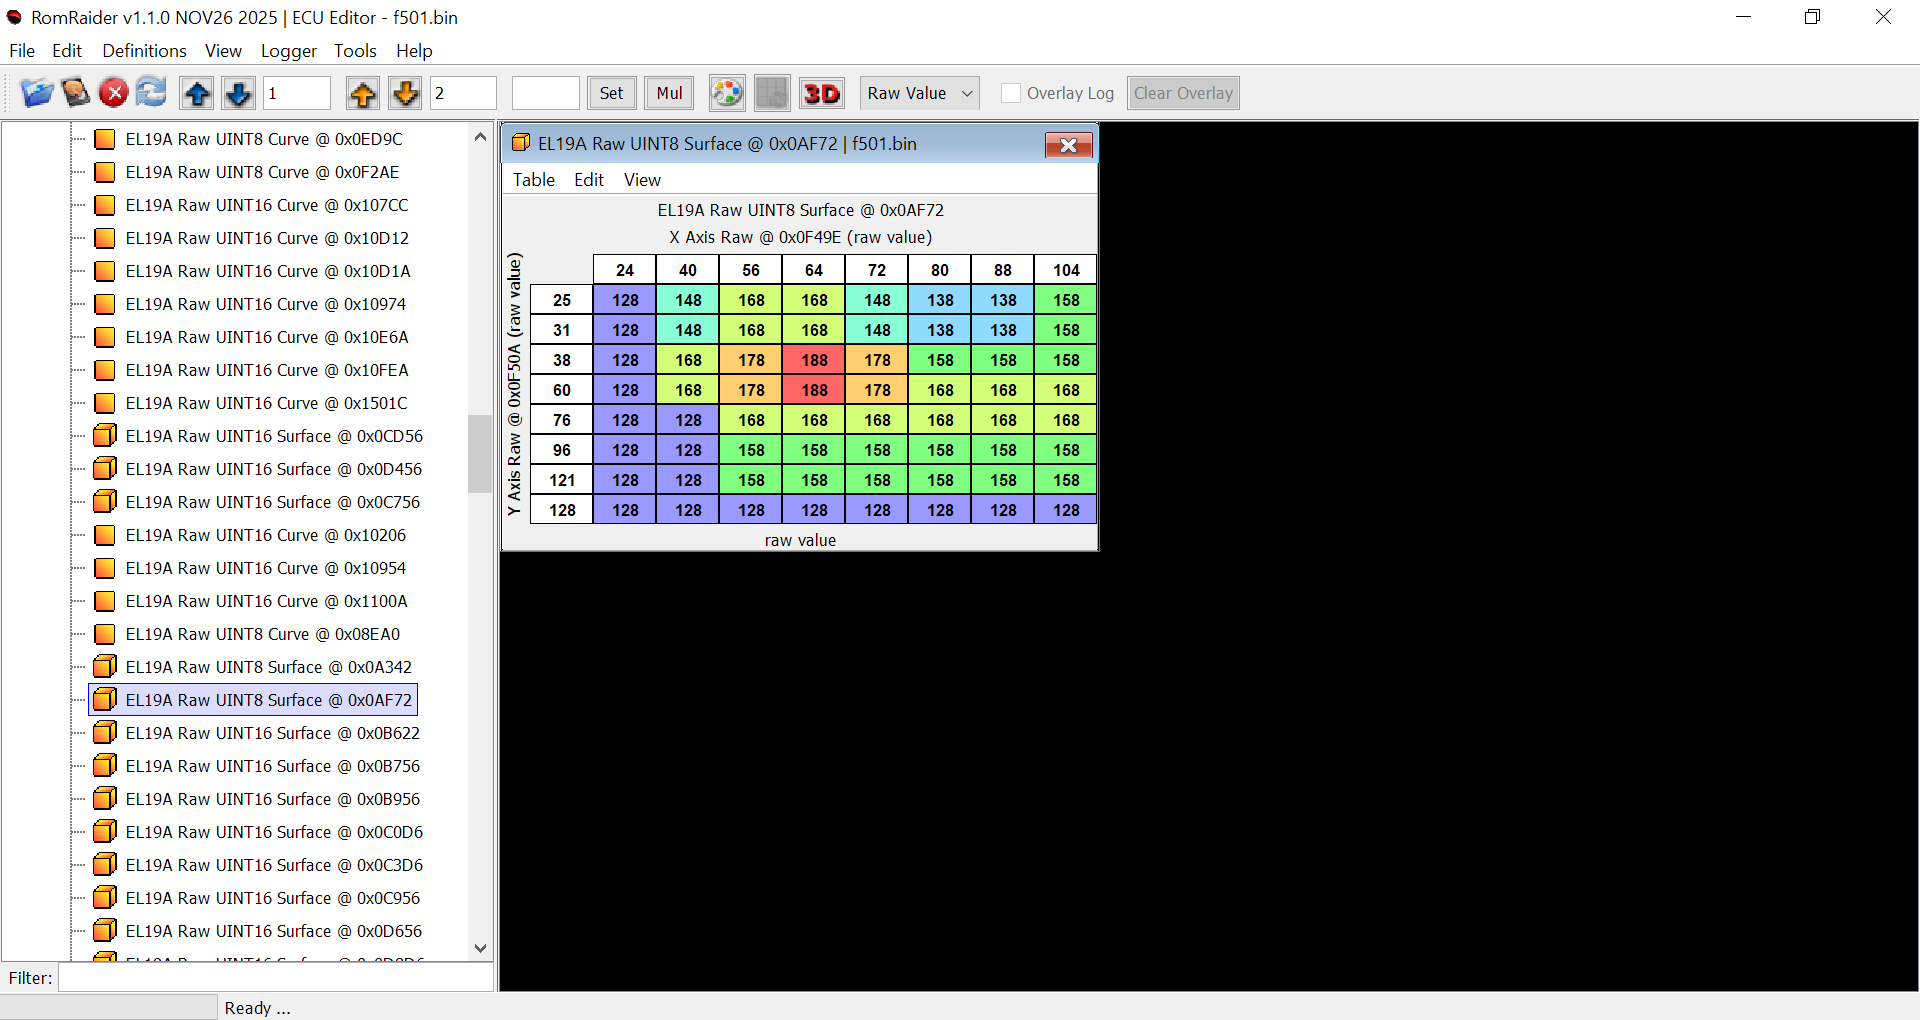 RomRaider v1.1.0 NOV26 2025 | ECU Editor - f501.bin
File Edit Definitions View Logger Tools Help
1 2 Set Mul 3D Raw Value Overlay Log Clear Overlay
EL19A Raw UINT8 Curve @ 0x0ED9C
EL19A Raw UINT8 Curve @ 0x0F2AE
EL19A Raw UINT16 Curve @ 0x107CC
EL19A Raw UINT16 Curve @ 0x10D12
EL19A Raw UINT16 Curve @ 0x10D1A
EL19A Raw UINT16 Curve @ 0x10974
EL19A Raw UINT16 Curve @ 0x10E6A
EL19A Raw UINT16 Curve @ 0x10FEA
EL19A Raw UINT16 Curve @ 0x1501C
EL19A Raw UINT16 Surface @ 0x0CD56
EL19A Raw UINT16 Surface @ 0x0D456
EL19A Raw UINT16 Surface @ 0x0C756
EL19A Raw UINT16 Curve @ 0x10206
EL19A Raw UINT16 Curve @ 0x10954
EL19A Raw UINT16 Curve @ 0x1100A
EL19A Raw UINT8 Curve @ 0x08EA0
EL19A Raw UINT8 Surface @ 0x0A342
EL19A Raw UINT8 Surface @ 0x0AF72
EL19A Raw UINT16 Surface @ 0x0B622
EL19A Raw UINT16 Surface @ 0x0B756
EL19A Raw UINT16 Surface @ 0x0B956
EL19A Raw UINT16 Surface @ 0x0C0D6
EL19A Raw UINT16 Surface @ 0x0C3D6
EL19A Raw UINT16 Surface @ 0x0C956
EL19A Raw UINT16 Surface @ 0x0D656
Filter:
Ready ...
EL19A Raw UINT8 Surface @ 0x0AF72 | f501.bin
Table Edit View
EL19A Raw UINT8 Surface @ 0x0AF72
X Axis Raw @ 0x0F49E (raw value)
Y Axis Raw @ 0x0F50A (raw value)
24 40 56 64 72 80 88 104
25 128 148 168 168 148 138 138 158
31 128 148 168 168 148 138 138 158
38 128 168 178 188 178 158 158 158
60 128 168 178 188 178 168 168 168
76 128 128 168 168 168 168 168 168
96 128 128 158 158 158 158 158 158
121 128 128 158 158 158 158 158 158
128 128 128 128 128 128 128 128 128
raw value